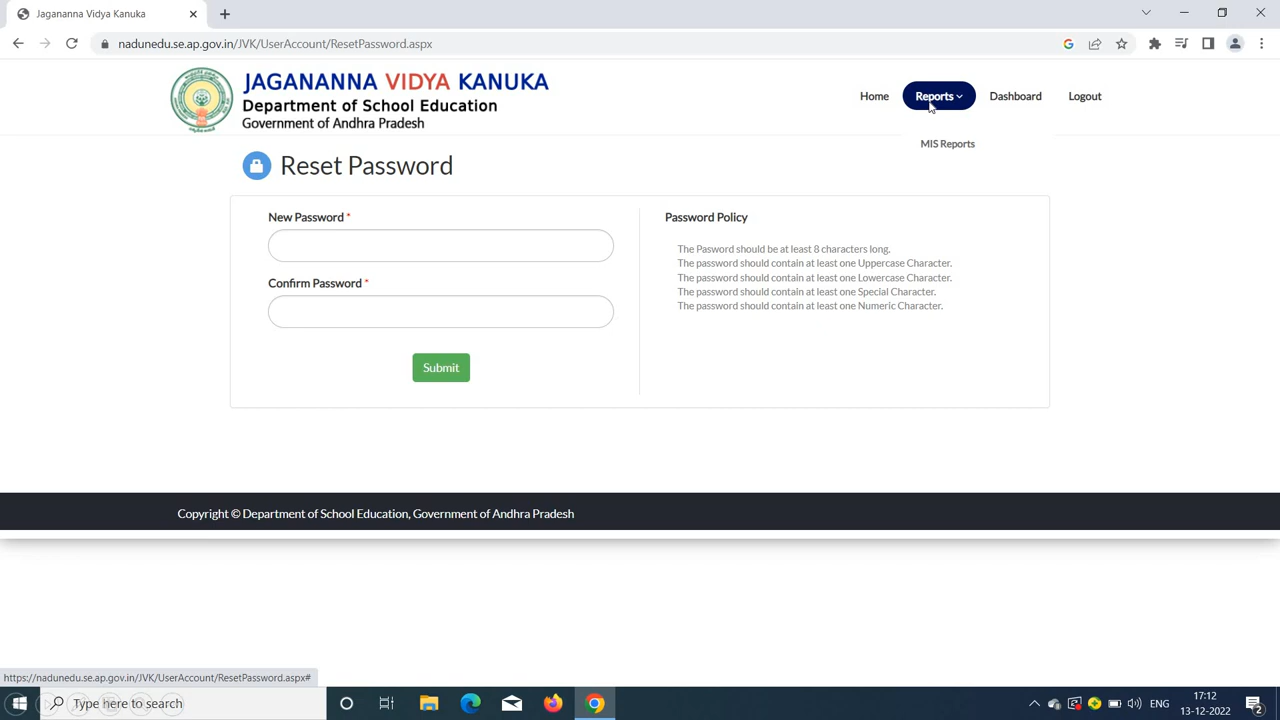 Jagananna Vidya Kanuka
nadunedu.se.ap.gov.in/JVK/UserAccount/ResetPassword.aspx
JAGANANNA VIDYA KANUKA
Department of School Education
Government of Andhra Pradesh
Home Reports Dashboard Logout
MIS Reports
Reset Password
New Password *
Confirm Password *
Submit
Password Policy
The Pasword should be at least 8 characters long.
The password should contain at least one Uppercase Character.
The password should contain at least one Lowercase Character.
The password should contain at least one Special Character.
The password should contain at least one Numeric Character.
Copyright © Department of School Education, Government of Andhra Pradesh
https://nadunedu.se.ap.gov.in/JVK/UserAccount/ResetPassword.aspx#
Type here to search
ENG
17:12
13-12-2022
2